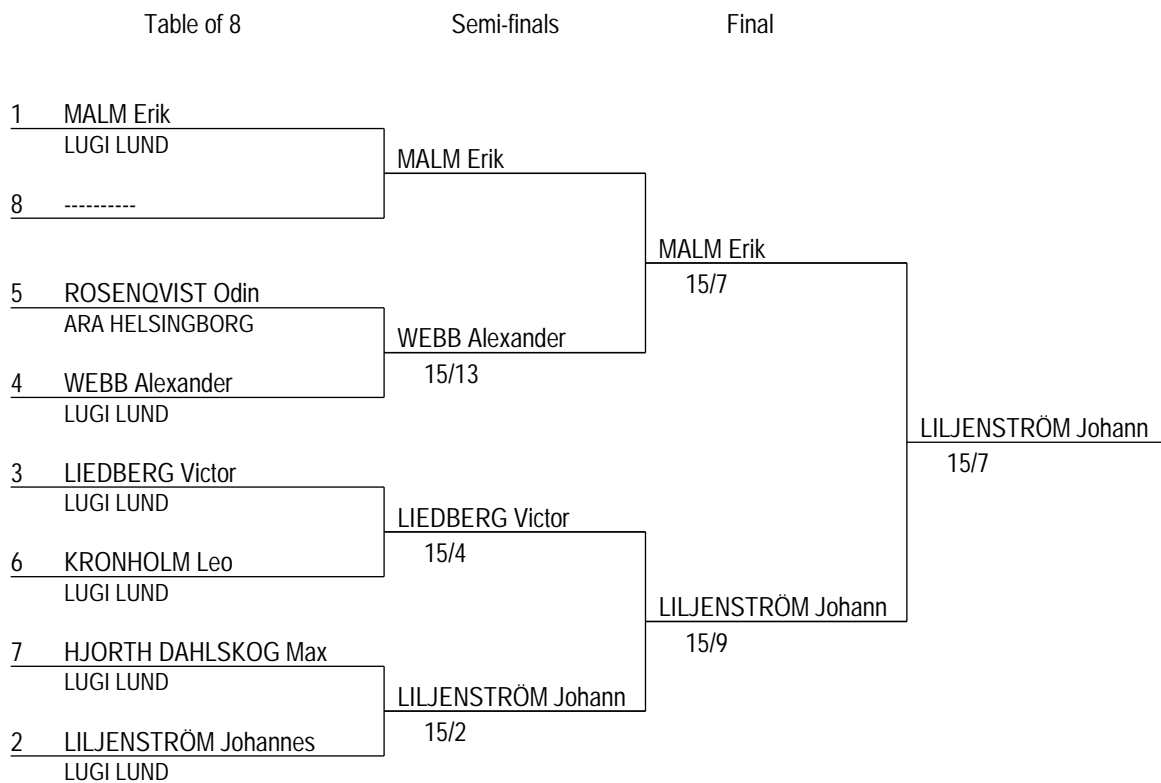 Table of 8 Semi-finals Final
1 MALM Erik
LUGI LUND
MALM Erik
8 ----------
MALM Erik
15/7
5 ROSENQVIST Odin
ARA HELSINGBORG
WEBB Alexander
15/13
4 WEBB Alexander
LUGI LUND
LILJENSTRÖM Johann
15/7
3 LIEDBERG Victor
LUGI LUND
LIEDBERG Victor
15/4
6 KRONHOLM Leo
LUGI LUND
LILJENSTRÖM Johann
15/9
7 HJORTH DAHLSKOG Max
LUGI LUND
LILJENSTRÖM Johann
15/2
2 LILJENSTRÖM Johannes
LUGI LUND